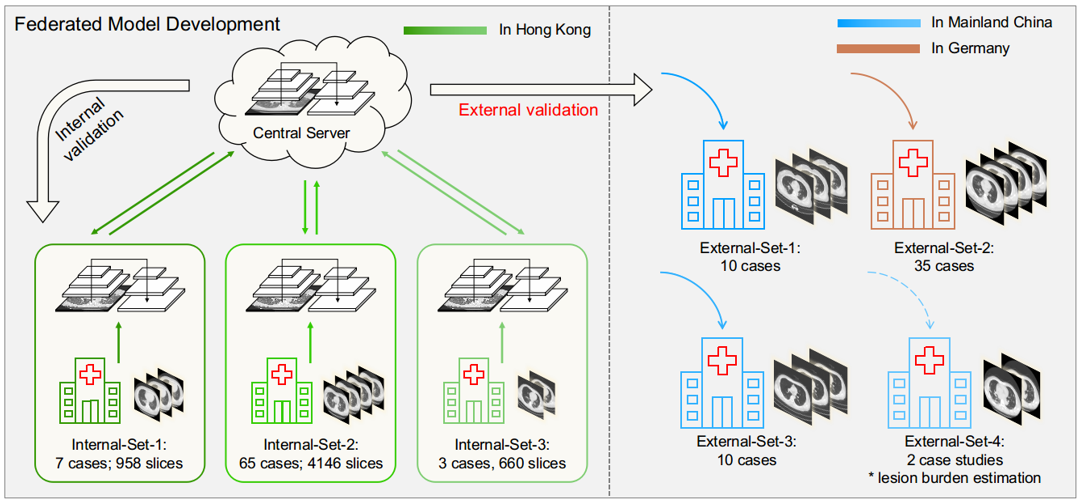 Federated Model Development
In Hong Kong
Internal
validation
Central Server
External validation
Internal-Set-1:
7 cases; 958 slices
Internal-Set-2:
65 cases; 4146 slices
Internal-Set-3:
3 cases, 660 slices
In Mainland China
In Germany
External-Set-1:
10 cases
External-Set-2:
35 cases
External-Set-3:
10 cases
External-Set-4:
2 case studies
* lesion burden estimation